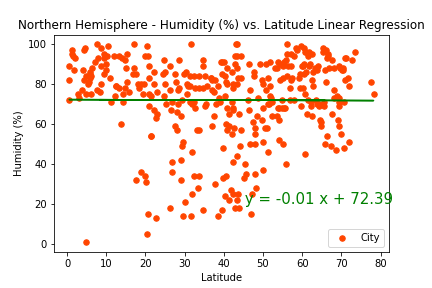 Northern Hemisphere - Humidity (%) vs. Latitude Linear Regression
100
80
60
40
20
0
Humidity (%)
y = -0.01 x + 72.39
City
0 10 20 30 40 50 60 70 80
Latitude